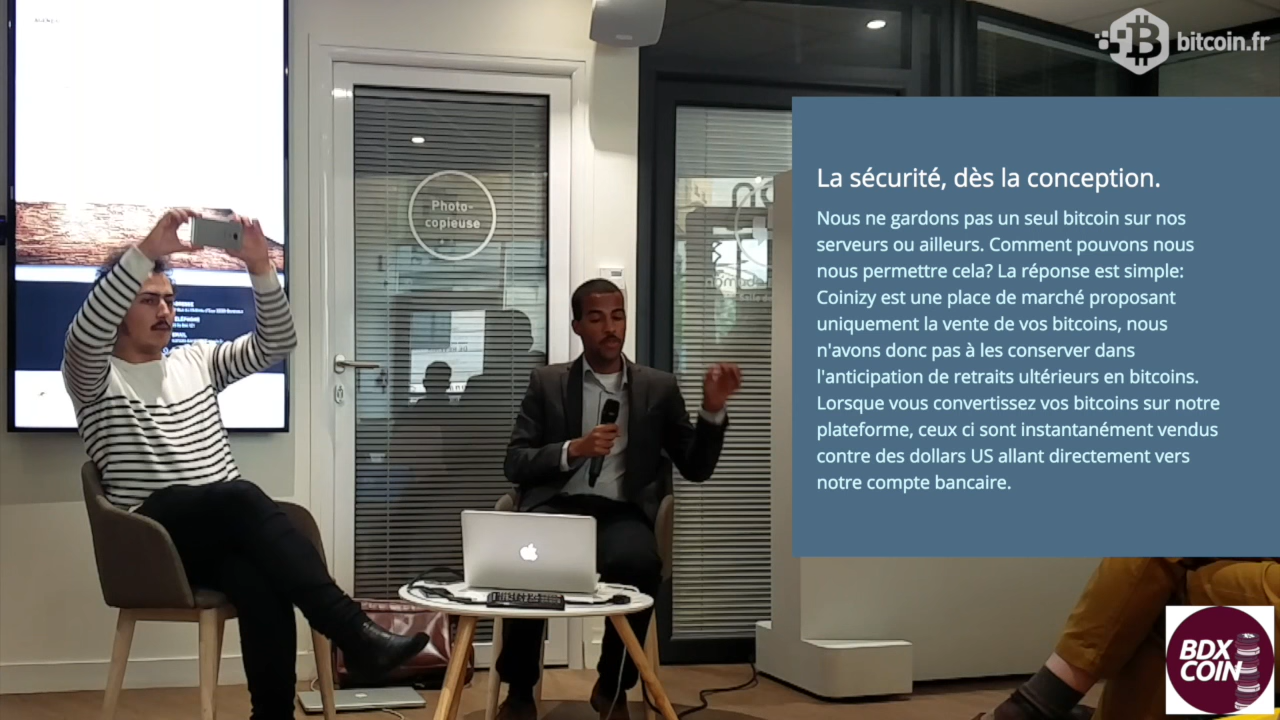 bitcoin.fr
Photo-
copieuse
La sécurité, dès la conception.
Nous ne gardons pas un seul bitcoin sur nos
serveurs ou ailleurs. Comment pouvons nous
nous permettre cela? La réponse est simple:
Coinizy est une place de marché proposant
uniquement la vente de vos bitcoins, nous
n'avons donc pas à les conserver dans
l'anticipation de retraits ultérieurs en bitcoins.
Lorsque vous convertissez vos bitcoins sur notre
plateforme, ceux ci sont instantanément vendus
contre des dollars US allant directement vers
notre compte bancaire.
BDX
COIN